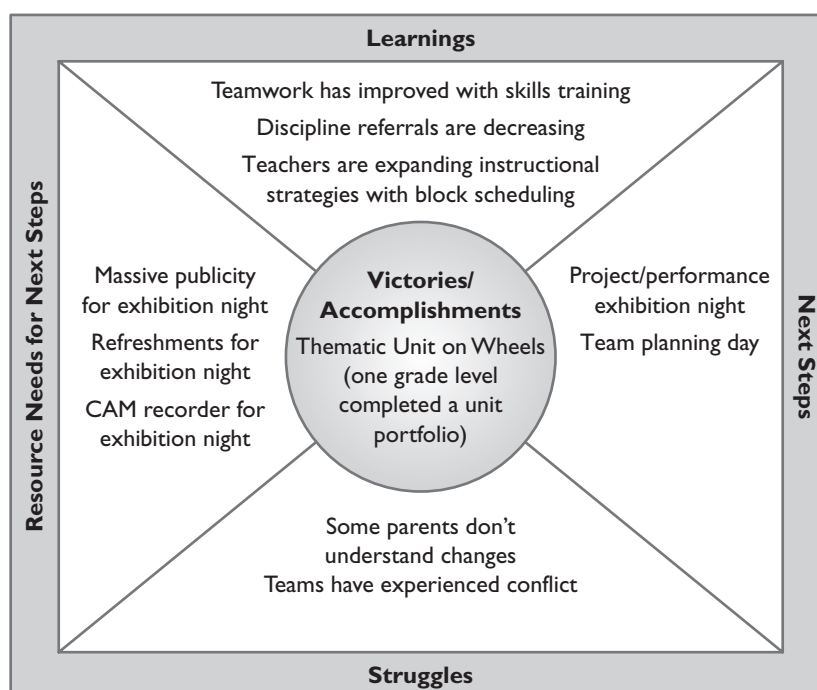 Learnings
Teamwork has improved with skills training
Discipline referrals are decreasing
Teachers are expanding instructional
strategies with block scheduling
Resource Needs for Next Steps
Massive publicity
for exhibition night
Refreshments for
exhibition night
CAM recorder for
exhibition night
Victories/
Accomplishments
Thematic Unit on Wheels
(one grade level
completed a unit
portfolio)
Project/performance
exhibition night
Team planning day
Next Steps
Some parents don’t
understand changes
Teams have experienced conflict
Struggles